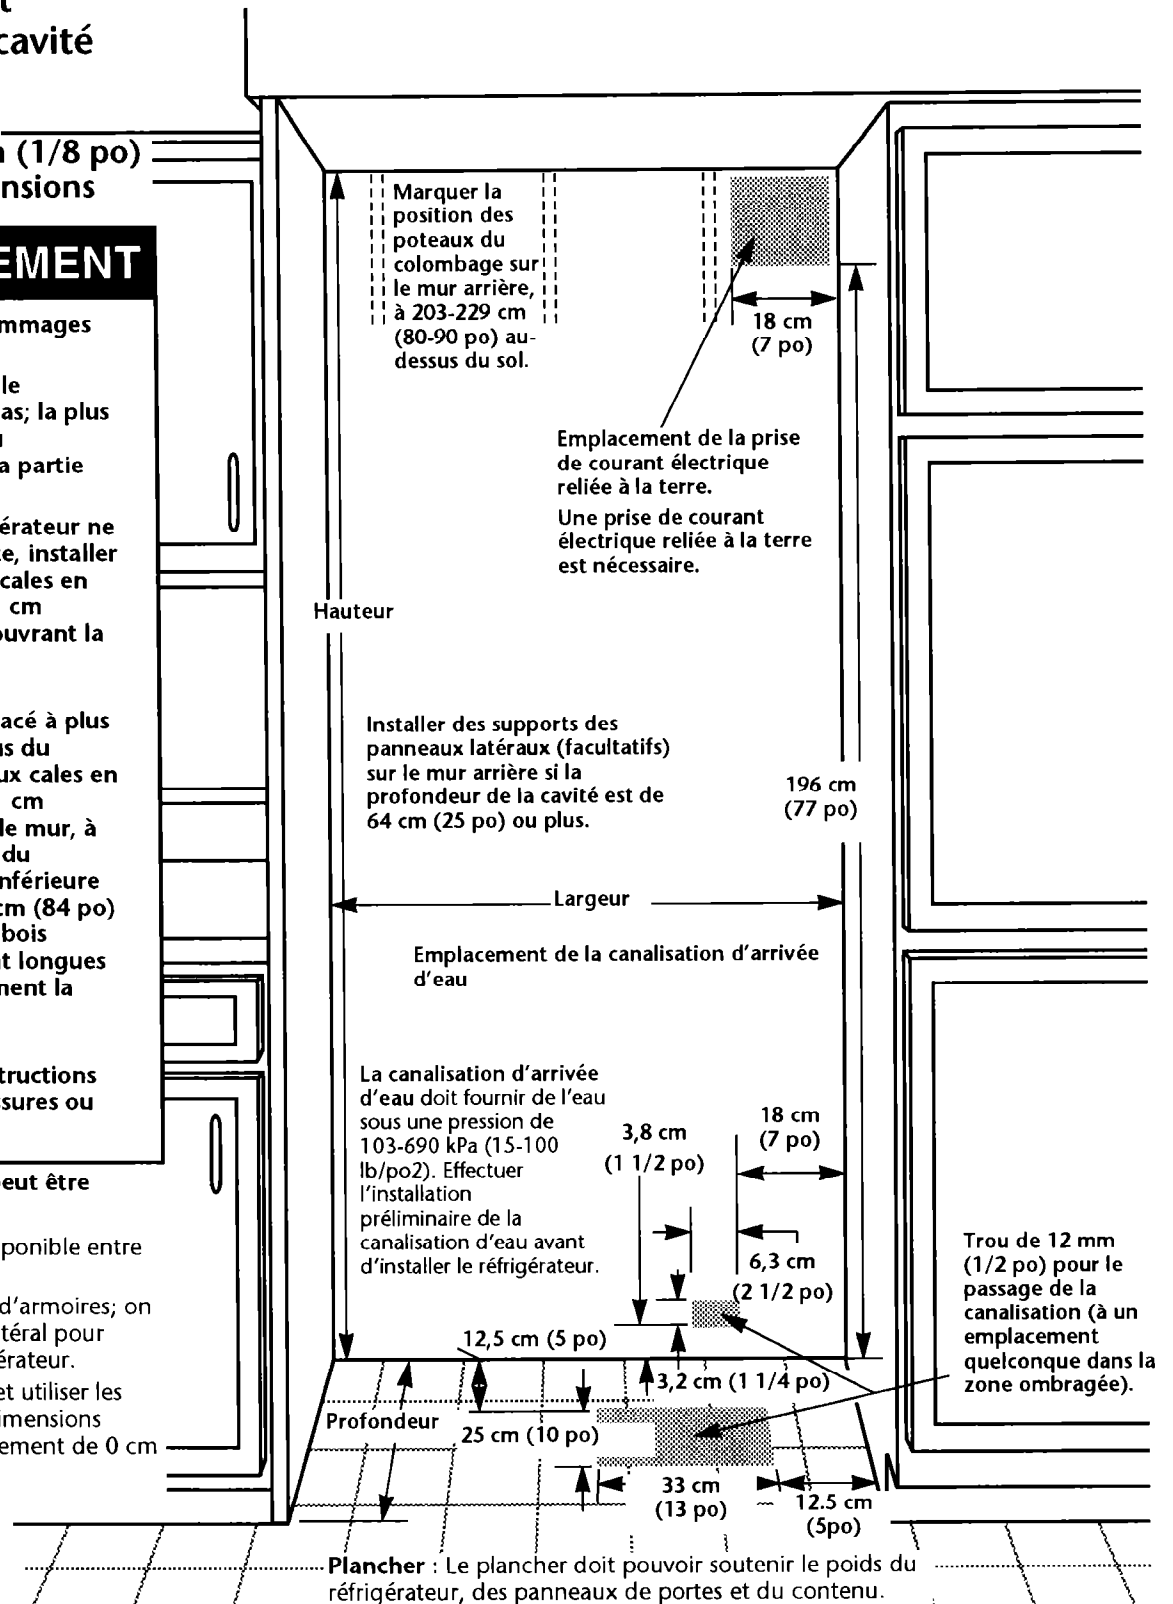 cavité
(1/8 po)
Marquer la
position des
poteaux du
colombage sur
le mur arrière,
à 203-229 cm
(80-90 po) au-
dessus du sol.
18 cm
(7 po)
Emplacement de la prise
de courant électrique
reliée à la terre.
Une prise de courant
électrique reliée à la terre
est nécessaire.
Hauteur
Installer des supports des
panneaux latéraux (facultatifs)
sur le mur arrière si la
profondeur de la cavité est de
64 cm (25 po) ou plus.
196 cm
(77 po)
Largeur
Emplacement de la canalisation d'arrivée
d'eau
La canalisation d'arrivée
d'eau doit fournir de l'eau
sous une pression de
103-690 kPa (15-100
lb/po2). Effectuer
l'installation
préliminaire de la
canalisation d'eau avant
d'installer le réfrigérateur.
3,8 cm
(1 1/2 po)
18 cm
(7 po)
6,3 cm
(2 1/2 po)
12,5 cm (5 po)
3,2 cm (1 1/4 po)
Profondeur
25 cm (10 po)
33 cm
(13 po)
12.5 cm
(5po)
Trou de 12 mm
(1/2 po) pour le
passage de la
canalisation (à un
emplacement
quelconque dans la
zone ombragée).
Plancher : Le plancher doit pouvoir soutenir le poids du
réfrigérateur, des panneaux de portes et du contenu.
nsions
EMENT
mmages
le
as; la plus
a partie
érateur ne
e, installer
cales en
cm
ouvrant la
acé à plus
s du
ux cales en
cm
le mur, à
du
nférieure
cm (84 po)
bois
t longues
nent la
tructions
ssures ou
eut être
ponible entre
d'armoires; on
téral pour
érateur.
et utiliser les
imensions
ement de 0 cm